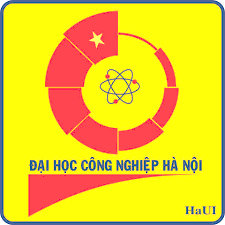 ĐẠI HỌC CÔNG NGHIỆP HÀ NỘI
HaUI